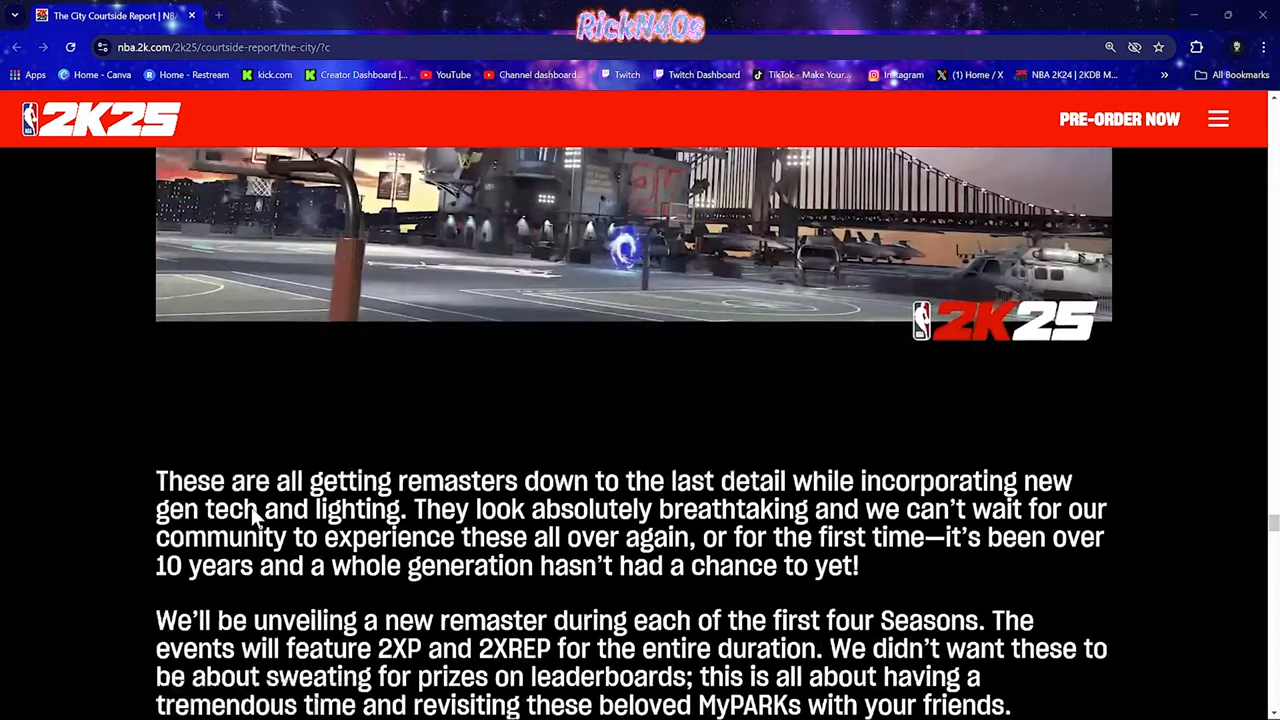 RickN40s
The City Courtside Report | NBA
nba.2k.com/2k25/courtside-report/the-city/?c
Apps
Home - Canva
Home - Restream
kick.com
Creator Dashboard |...
YouTube
Channel dashboard...
Twitch
Twitch Dashboard
TikTok - Make Your...
Instagram
(1) Home / X
NBA 2K24 | 2KDB M...
All Bookmarks
2K25
PRE-ORDER NOW
2K25
These are all getting remasters down to the last detail while incorporating new
gen tech and lighting. They look absolutely breathtaking and we can't wait for our
community to experience these all over again, or for the first time—it's been over
10 years and a whole generation hasn't had a chance to yet!
We'll be unveiling a new remaster during each of the first four Seasons. The
events will feature 2XP and 2XREP for the entire duration. We didn't want these to
be about sweating for prizes on leaderboards; this is all about having a
tremendous time and revisiting these beloved MyPARKs with your friends.